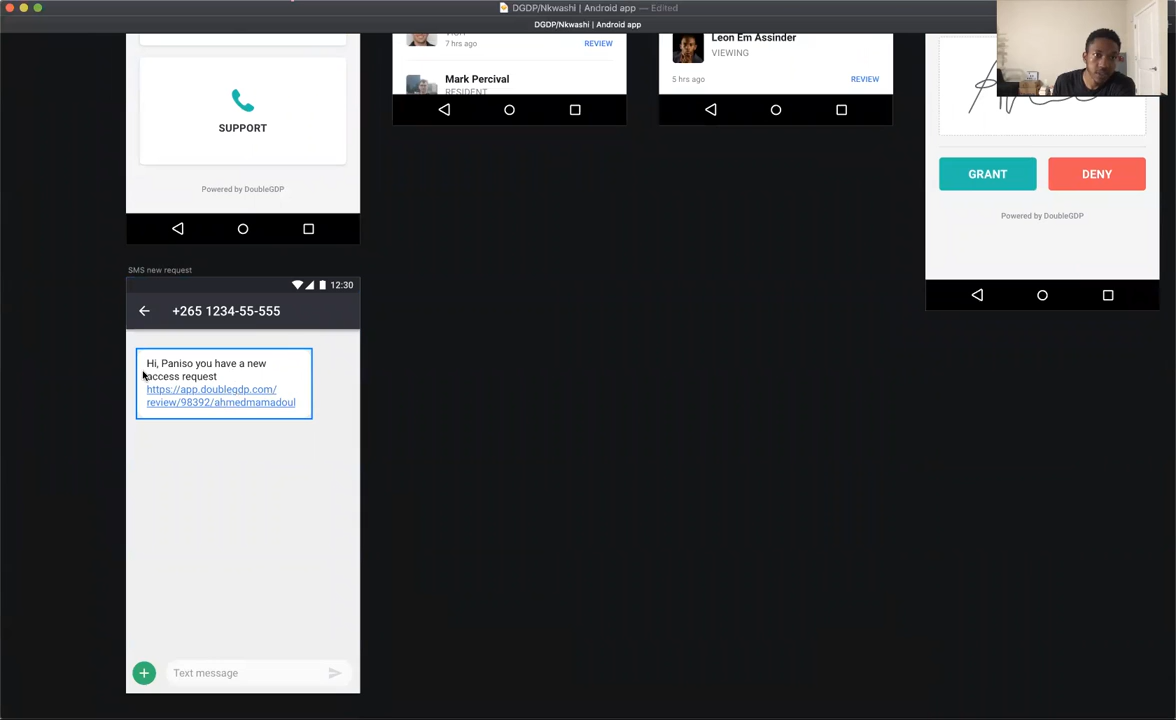 DGDP/Nkwashi | Android app — Edited
DGDP/Nkwashi | Android app
SUPPORT
Powered by DoubleGDP
7 hrs ago
REVIEW
Mark Percival
RESIDENT
Leon Em Assinder
VIEWING
5 hrs ago
REVIEW
GRANT
DENY
Powered by DoubleGDP
SMS new request
12:30
+265 1234-55-555
Hi, Paniso you have a new
access request
https://app.doublegdp.com/
review/98392/ahmedmamadoul
Text message